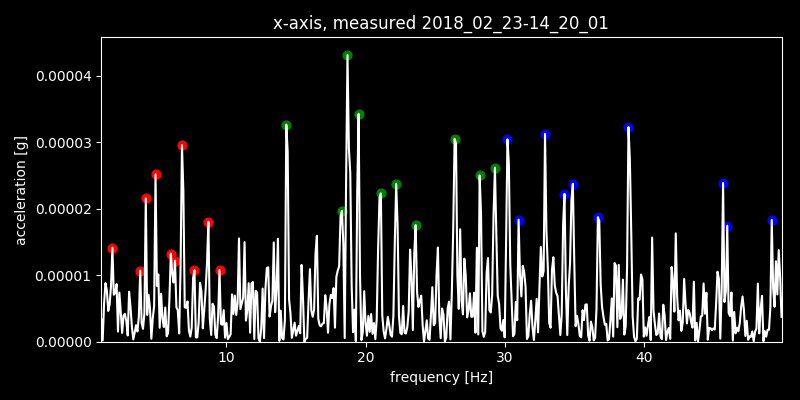 x-axis, measured 2018_02_23-14_20_01
0.00004
0.00003
0.00002
0.00001
0.00000
acceleration [g]
10 20 30 40
frequency [Hz]